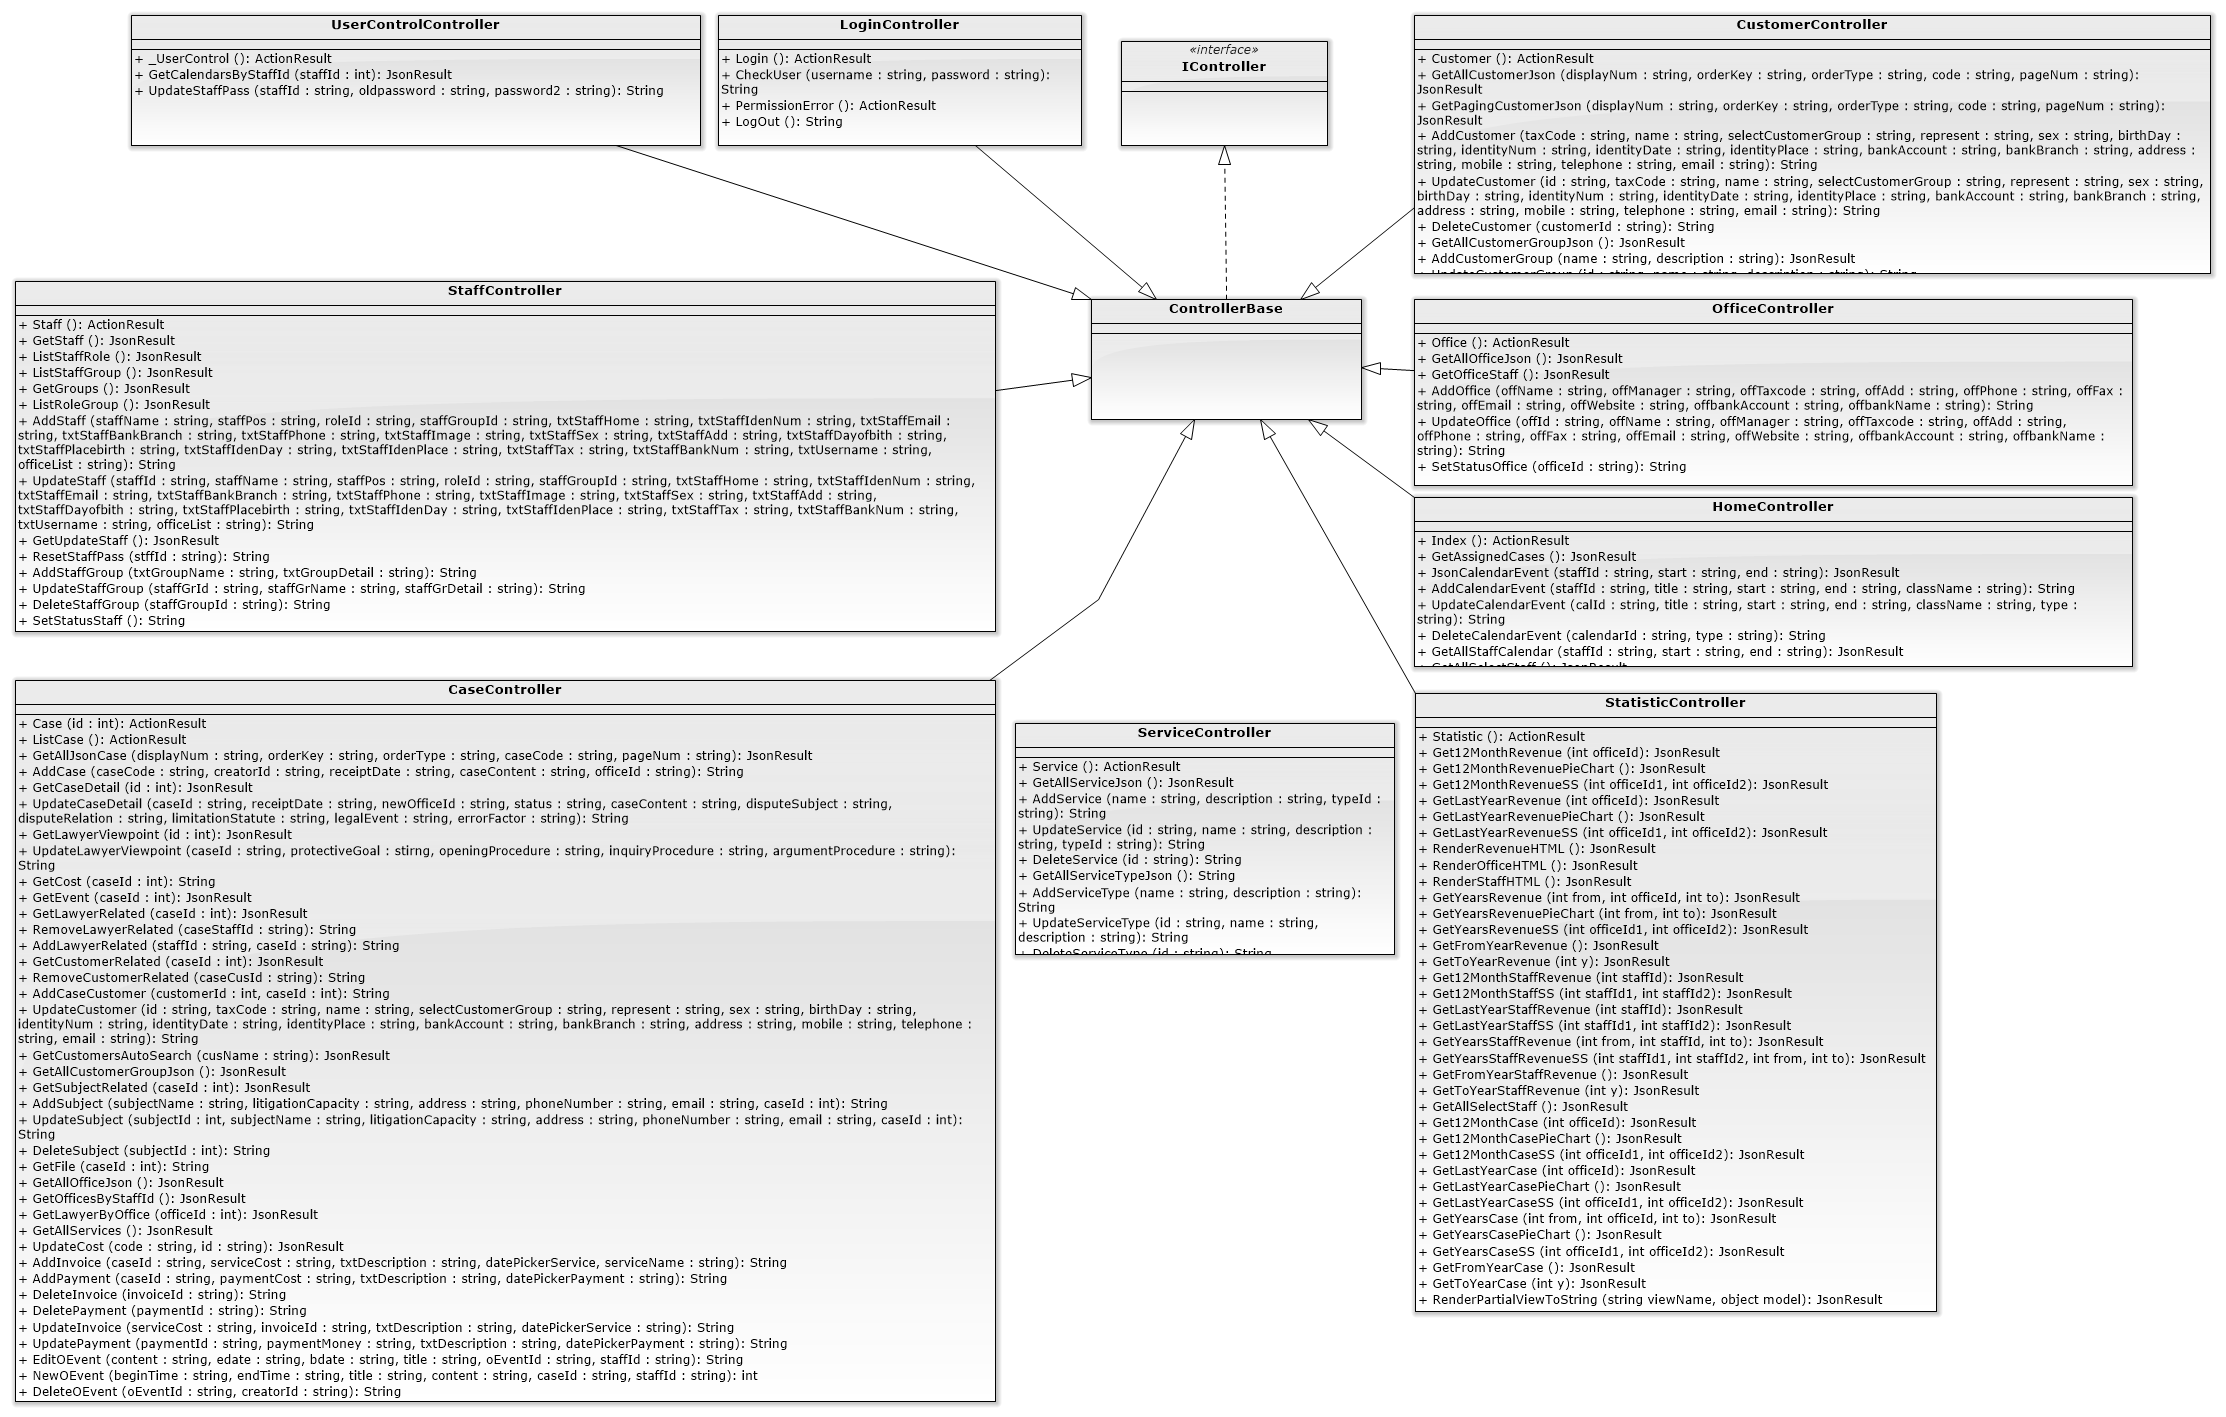 UserControlController
+ _UserControl (): ActionResult
+ GetCalendarsByStaffId (staffId : int): JsonResult
+ UpdateStaffPass (staffId : string, oldpassword : string, password2 : string): String
LoginController
+ Login (): ActionResult
+ CheckUser (username : string, password : string):
String
+ PermissionError (): ActionResult
+ LogOut (): String
«interface»
IController
CustomerController
+ Customer (): ActionResult
+ GetAllCustomerJson (displayNum : string, orderKey : string, orderType : string, code : string, pageNum : string):
JsonResult
+ GetPagingCustomerJson (displayNum : string, orderKey : string, orderType : string, code : string, pageNum : string):
JsonResult
+ AddCustomer (taxCode : string, name : string, selectCustomerGroup : string, represent : string, sex : string, birthDay :
string, identityNum : string, identityDate : string, identityPlace : string, bankAccount : string, bankBranch : string, address :
string, mobile : string, telephone : string, email : string): String
+ UpdateCustomer (id : string, taxCode : string, name : string, selectCustomerGroup : string, represent : string, sex : string,
birthDay : string, identityNum : string, identityDate : string, identityPlace : string, bankAccount : string, bankBranch : string,
address : string, mobile : string, telephone : string, email : string): String
+ DeleteCustomer (customerId : string): String
+ GetAllCustomerGroupJson (): JsonResult
+ AddCustomerGroup (name : string, description : string): JsonResult
+ UpdateCustomerGroup (id : string, name : string, description : string): String
StaffController
+ Staff (): ActionResult
+ GetStaff (): JsonResult
+ ListStaffRole (): JsonResult
+ ListStaffGroup (): JsonResult
+ GetGroups (): JsonResult
+ ListRoleGroup (): JsonResult
+ AddStaff (staffName : string, staffPos : string, roleId : string, staffGroupId : string, txtStaffHome : string, txtStaffIdenNum : string, txtStaffEmail :
string, txtStaffBankBranch : string, txtStaffPhone : string, txtStaffImage : string, txtStaffSex : string, txtStaffAdd : string, txtStaffDayofbith : string,
txtStaffPlacebirth : string, txtStaffIdenDay : string, txtStaffIdenPlace : string, txtStaffTax : string, txtStaffBankNum : string, txtUsername : string,
officeList : string): String
+ UpdateStaff (staffId : string, staffName : string, staffPos : string, roleId : string, staffGroupId : string, txtStaffHome : string, txtStaffIdenNum : string,
txtStaffEmail : string, txtStaffBankBranch : string, txtStaffPhone : string, txtStaffImage : string, txtStaffSex : string, txtStaffAdd : string,
txtStaffDayofbith : string, txtStaffPlacebirth : string, txtStaffIdenDay : string, txtStaffIdenPlace : string, txtStaffTax : string, txtStaffBankNum : string,
txtUsername : string, officeList : string): String
+ GetUpdateStaff (): JsonResult
+ ResetStaffPass (stffId : string): String
+ AddStaffGroup (txtGroupName : string, txtGroupDetail : string): String
+ UpdateStaffGroup (staffGrId : string, staffGrName : string, staffGrDetail : string): String
+ DeleteStaffGroup (staffGroupId : string): String
+ SetStatusStaff (): String
ControllerBase
OfficeController
+ Office (): ActionResult
+ GetAllOfficeJson (): JsonResult
+ GetOfficeStaff (): JsonResult
+ AddOffice (offName : string, offManager : string, offTaxcode : string, offAdd : string, offPhone : string, offFax :
string, offEmail : string, offWebsite : string, offbankAccount : string, offbankName : string): String
+ UpdateOffice (offId : string, offName : string, offManager : string, offTaxcode : string, offAdd : string,
offPhone : string, offFax : string, offEmail : string, offWebsite : string, offbankAccount : string, offbankName :
string): String
+ SetStatusOffice (officeId : string): String
HomeController
+ Index (): ActionResult
+ GetAssignedCases (): JsonResult
+ JsonCalendarEvent (staffId : string, start : string, end : string): JsonResult
+ AddCalendarEvent (staffId : string, title : string, start : string, end : string, className : string): String
+ UpdateCalendarEvent (calId : string, title : string, start : string, end : string, className : string, type :
string): String
+ DeleteCalendarEvent (calendarId : string, type : string): String
+ GetAllStaffCalendar (staffId : string, start : string, end : string): JsonResult
+ GetAllSelectStaff (): JsonResult
CaseController
+ Case (id : int): ActionResult
+ ListCase (): ActionResult
+ GetAllJsonCase (displayNum : string, orderKey : string, orderType : string, caseCode : string, pageNum : string): JsonResult
+ AddCase (caseCode : string, creatorId : string, receiptDate : string, caseContent : string, officeId : string): String
+ GetCaseDetail (id : int): JsonResult
+ UpdateCaseDetail (caseId : string, receiptDate : string, newOfficeId : string, status : string, caseContent : string, disputeSubject : string,
disputeRelation : string, limitationStatute : string, legalEvent : string, errorFactor : string): String
+ GetLawyerViewpoint (id : int): JsonResult
+ UpdateLawyerViewpoint (caseId : string, protectiveGoal : stirng, openingProcedure : string, inquiryProcedure : string, argumentProcedure : string):
String
+ GetCost (caseId : int): String
+ GetEvent (caseId : int): JsonResult
+ GetLawyerRelated (caseId : int): JsonResult
+ RemoveLawyerRelated (caseStaffId : string): String
+ AddLawyerRelated (staffId : string, caseId : string): String
+ GetCustomerRelated (caseId : int): JsonResult
+ RemoveCustomerRelated (caseCusId : string): String
+ AddCaseCustomer (customerId : int, caseId : int): String
+ UpdateCustomer (id : string, taxCode : string, name : string, selectCustomerGroup : string, represent : string, sex : string, birthDay : string,
identityNum : string, identityDate : string, identityPlace : string, bankAccount : string, bankBranch : string, address : string, mobile : string, telephone :
string, email : string): String
+ GetCustomersAutoSearch (cusName : string): JsonResult
+ GetAllCustomerGroupJson (): JsonResult
+ GetSubjectRelated (caseId : int): JsonResult
+ AddSubject (subjectName : string, litigationCapacity : string, address : string, phoneNumber : string, email : string, caseId : int): String
+ UpdateSubject (subjectId : int, subjectName : string, litigationCapacity : string, address : string, phoneNumber : string, email : string, caseId : int):
String
+ DeleteSubject (subjectId : int): String
+ GetFile (caseId : int): String
+ GetAllOfficeJson (): JsonResult
+ GetOfficesByStaffId (): JsonResult
+ GetLawyerByOffice (officeId : int): JsonResult
+ GetAllServices (): JsonResult
+ UpdateCost (code : string, id : string): JsonResult
+ AddInvoice (caseId : string, serviceCost : string, txtDescription : string, datePickerService, serviceName : string): String
+ AddPayment (caseId : string, paymentCost : string, txtDescription : string, datePickerPayment : string): String
+ DeleteInvoice (invoiceId : string): String
+ DeletePayment (paymentId : string): String
+ UpdateInvoice (serviceCost : string, invoiceId : string, txtDescription : string, datePickerService : string): String
+ UpdatePayment (paymentId : string, paymentMoney : string, txtDescription : string, datePickerPayment : string): String
+ EditOEvent (content : string, edate : string, bdate : string, title : string, oEventId : string, staffId : string): String
+ NewOEvent (beginTime : string, endTime : string, title : string, content : string, caseId : string, staffId : string): int
+ DeleteOEvent (oEventId : string, creatorId : string): String
ServiceController
+ Service (): ActionResult
+ GetAllServiceJson (): JsonResult
+ AddService (name : string, description : string, typeId :
string): String
+ UpdateService (id : string, name : string, description :
string, typeId : string): String
+ DeleteService (id : string): String
+ GetAllServiceTypeJson (): String
+ AddServiceType (name : string, description : string):
String
+ UpdateServiceType (id : string, name : string,
description : string): String
+ DeleteServiceType (id : string): String
StatisticController
+ Statistic (): ActionResult
+ Get12MonthRevenue (int officeId): JsonResult
+ Get12MonthRevenuePieChart (): JsonResult
+ Get12MonthRevenueSS (int officeId1, int officeId2): JsonResult
+ GetLastYearRevenue (int officeId): JsonResult
+ GetLastYearRevenuePieChart (): JsonResult
+ GetLastYearRevenueSS (int officeId1, int officeId2): JsonResult
+ RenderRevenueHTML (): JsonResult
+ RenderOfficeHTML (): JsonResult
+ RenderStaffHTML (): JsonResult
+ GetYearsRevenue (int from, int officeId, int to): JsonResult
+ GetYearsRevenuePieChart (int from, int to): JsonResult
+ GetYearsRevenueSS (int officeId1, int officeId2): JsonResult
+ GetFromYearRevenue (): JsonResult
+ GetToYearRevenue (int y): JsonResult
+ Get12MonthStaffRevenue (int staffId): JsonResult
+ Get12MonthStaffSS (int staffId1, int staffId2): JsonResult
+ GetLastYearStaffRevenue (int staffId): JsonResult
+ GetLastYearStaffSS (int staffId1, int staffId2): JsonResult
+ GetYearsStaffRevenue (int from, int staffId, int to): JsonResult
+ GetYearsStaffRevenueSS (int staffId1, int staffId2, int from, int to): JsonResult
+ GetFromYearStaffRevenue (): JsonResult
+ GetToYearStaffRevenue (int y): JsonResult
+ GetAllSelectStaff (): JsonResult
+ Get12MonthCase (int officeId): JsonResult
+ Get12MonthCasePieChart (): JsonResult
+ Get12MonthCaseSS (int officeId1, int officeId2): JsonResult
+ GetLastYearCase (int officeId): JsonResult
+ GetLastYearCasePieChart (): JsonResult
+ GetLastYearCaseSS (int officeId1, int officeId2): JsonResult
+ GetYearsCase (int from, int officeId, int to): JsonResult
+ GetYearsCasePieChart (): JsonResult
+ GetYearsCaseSS (int officeId1, int officeId2): JsonResult
+ GetFromYearCase (): JsonResult
+ GetToYearCase (int y): JsonResult
+ RenderPartialViewToString (string viewName, object model): JsonResult